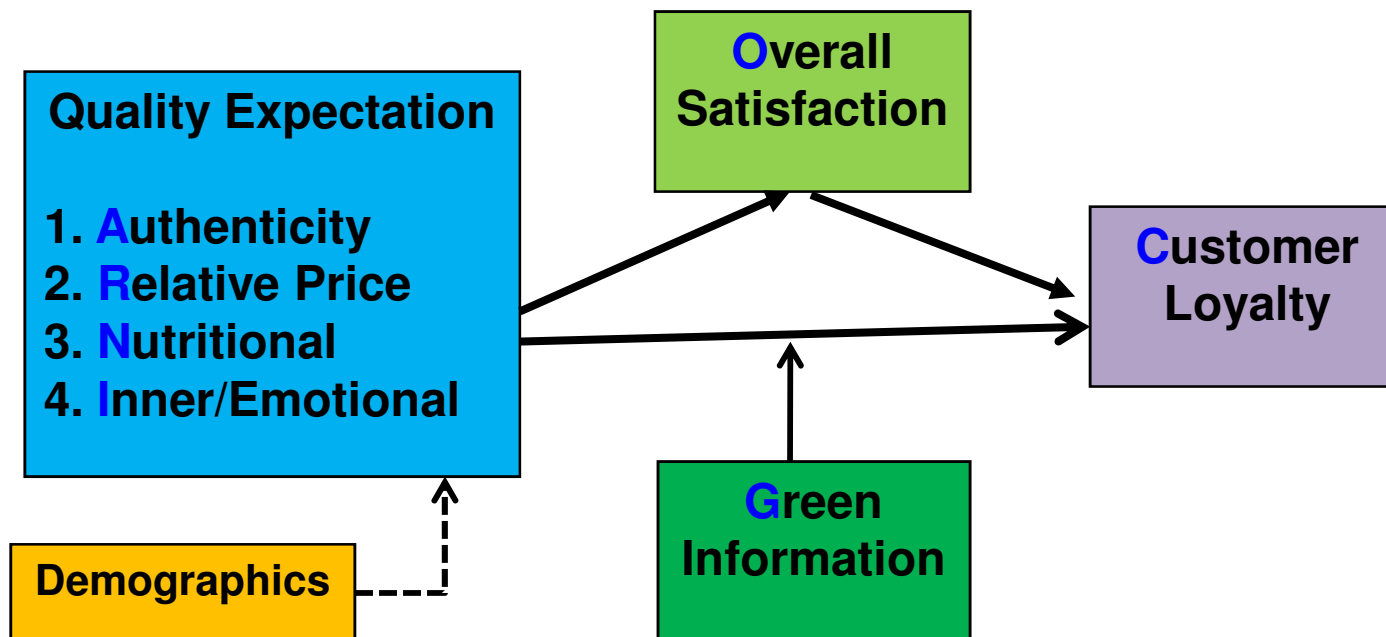 Quality Expectation
1. Authenticity
2. Relative Price
3. Nutritional
4. Inner/Emotional
Overall
Satisfaction
Customer
Loyalty
Green
Information
Demographics